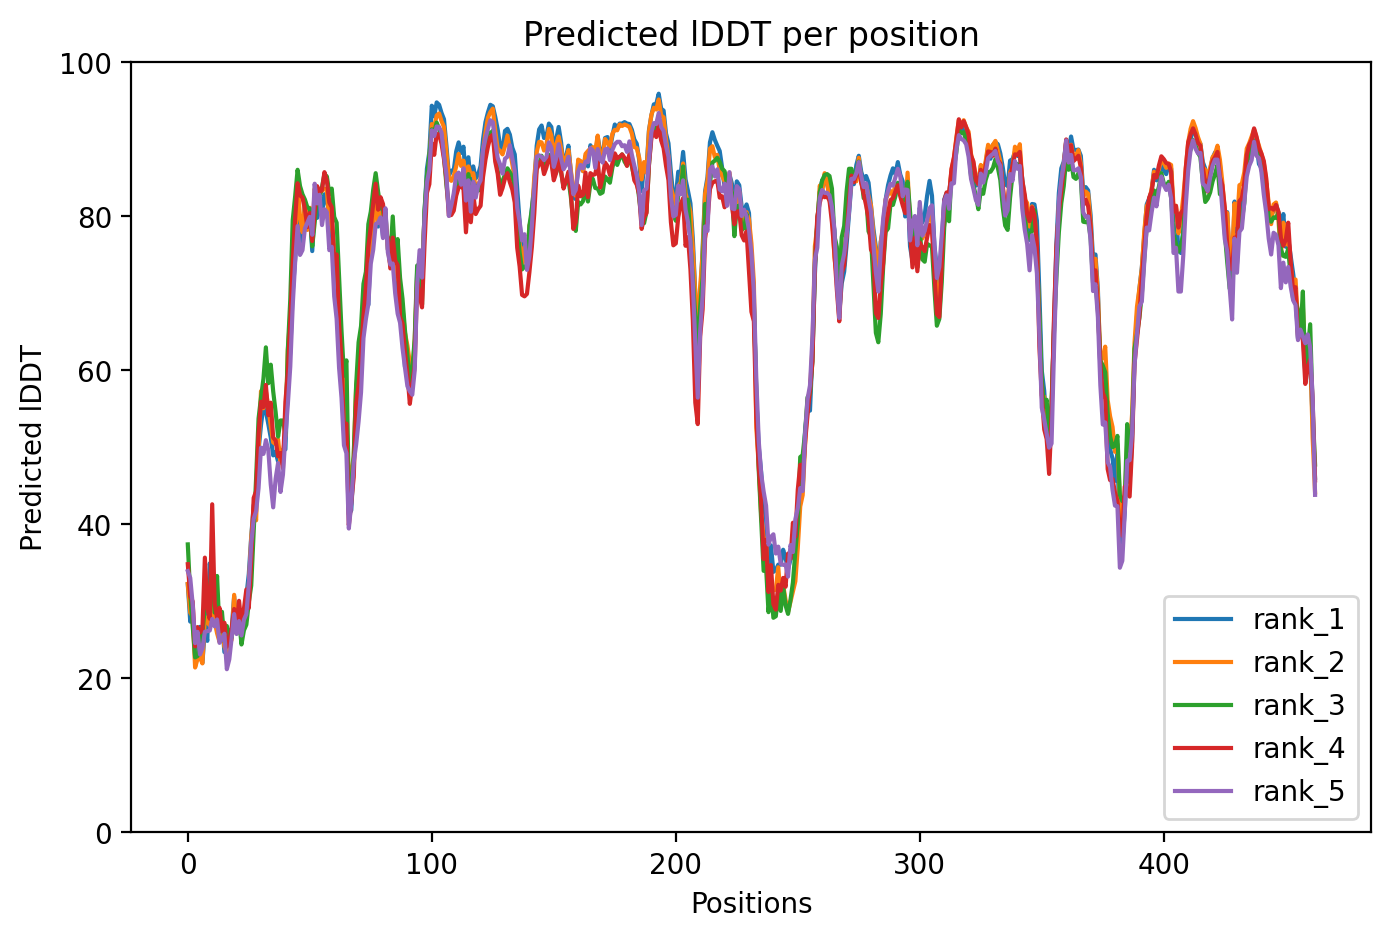 Predicted lDDT per position
100
80
60
40
20
0
Predicted lDDT
0 100 200 300 400
Positions
rank_1
rank_2
rank_3
rank_4
rank_5